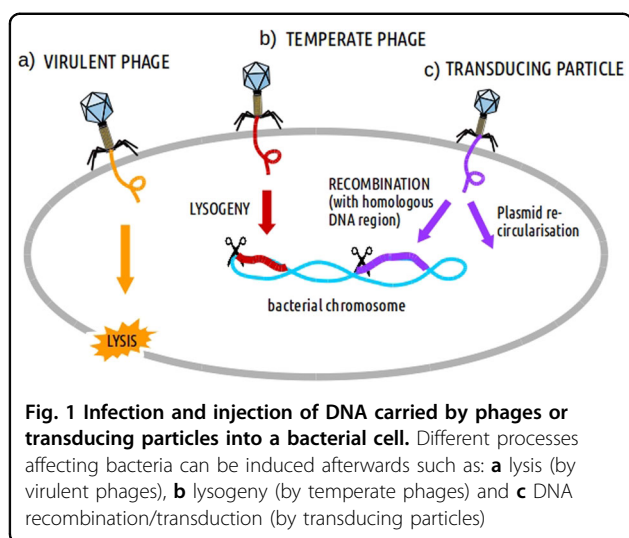 b) TEMPERATE PHAGE
a) VIRULENT PHAGE
c) TRANSDUCING PARTICLE
LYSOGENY
RECOMBINATION
(with homologous
DNA region)
Plasmid re-
circularisation
bacterial chromosome
LYSIS
Fig. 1 Infection and injection of DNA carried by phages or
transducing particles into a bacterial cell. Different processes
affecting bacteria can be induced afterwards such as: a lysis (by
virulent phages), b lysogeny (by temperate phages) and c DNA
recombination/transduction (by transducing particles)